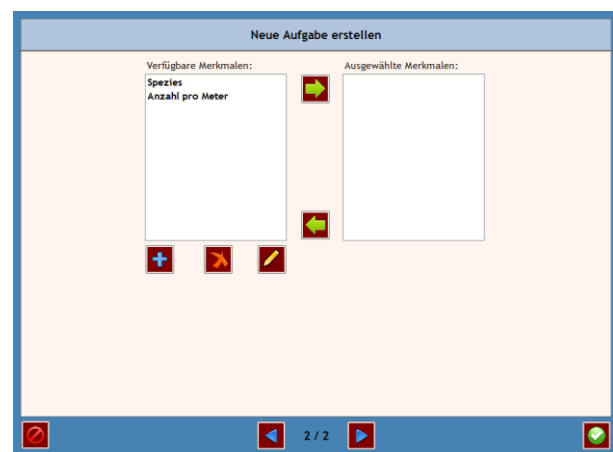 Neue Aufgabe erstellen
Verfügbare Merkmalen:
Ausgewählte Merkmalen:
Spezies
Anzahl pro Meter
2 / 2